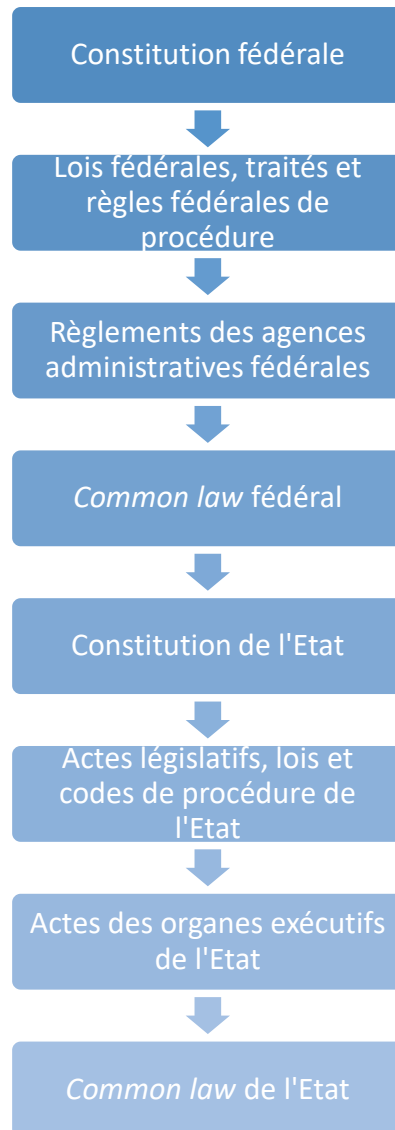 Constitution fédérale
Lois fédérales, traités et
règles fédérales de
procédure
Règlements des agences
administratives fédérales
Common law fédéral
Constitution de l'Etat
Actes législatifs, lois et
codes de procédure de
l'Etat
Actes des organes exécutifs
de l'Etat
Common law de l'Etat